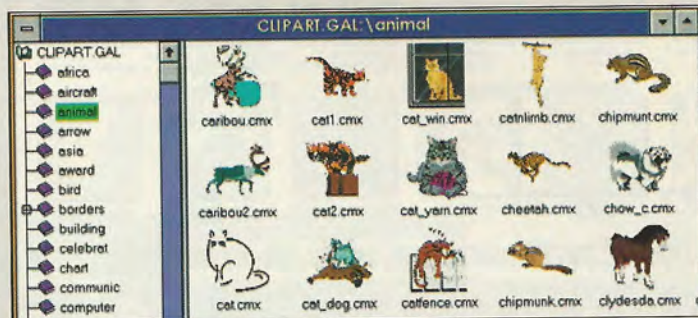 CLIPART.GAL:\animal
CLIPART.GAL
africa
aircraft
animal
arrow
asia
award
bird
borders
building
celebrat
chart
communic
computer
caribou.cmx cat1.cmx cat_win.cmx catnlimb.cmx chipmunt.cmx
caribou2.cmx cat2.cmx cat_yarn.cmx cheetah.cmx chow_c.cmx
cat.cmx cat_dog.cmx catfence.cmx chipmunk.cmx clydesda.cmx